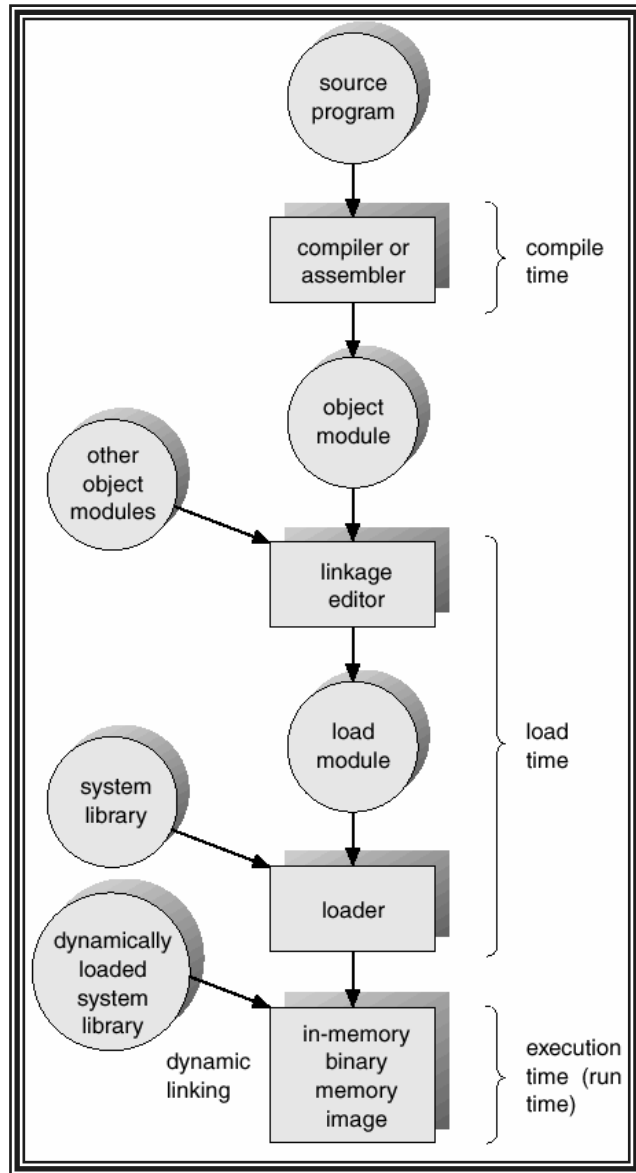 source
program
compiler or
assembler
compile
time
object
module
other
object
modules
linkage
editor
load
module
load
time
system
library
loader
dynamically
loaded
system
library
dynamic
linking
in-memory
binary
memory
image
execution
time (run
time)